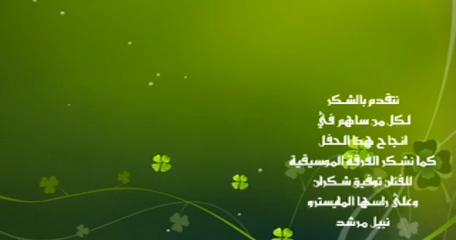 نتقدم بالشكر
لكل من ساهم في
انجاح هذا الحفل
كما نشكر الفرقة الموسيقية
للفنان توفيق شكران
وعلى راسها المايسترو
نبيل مرشد